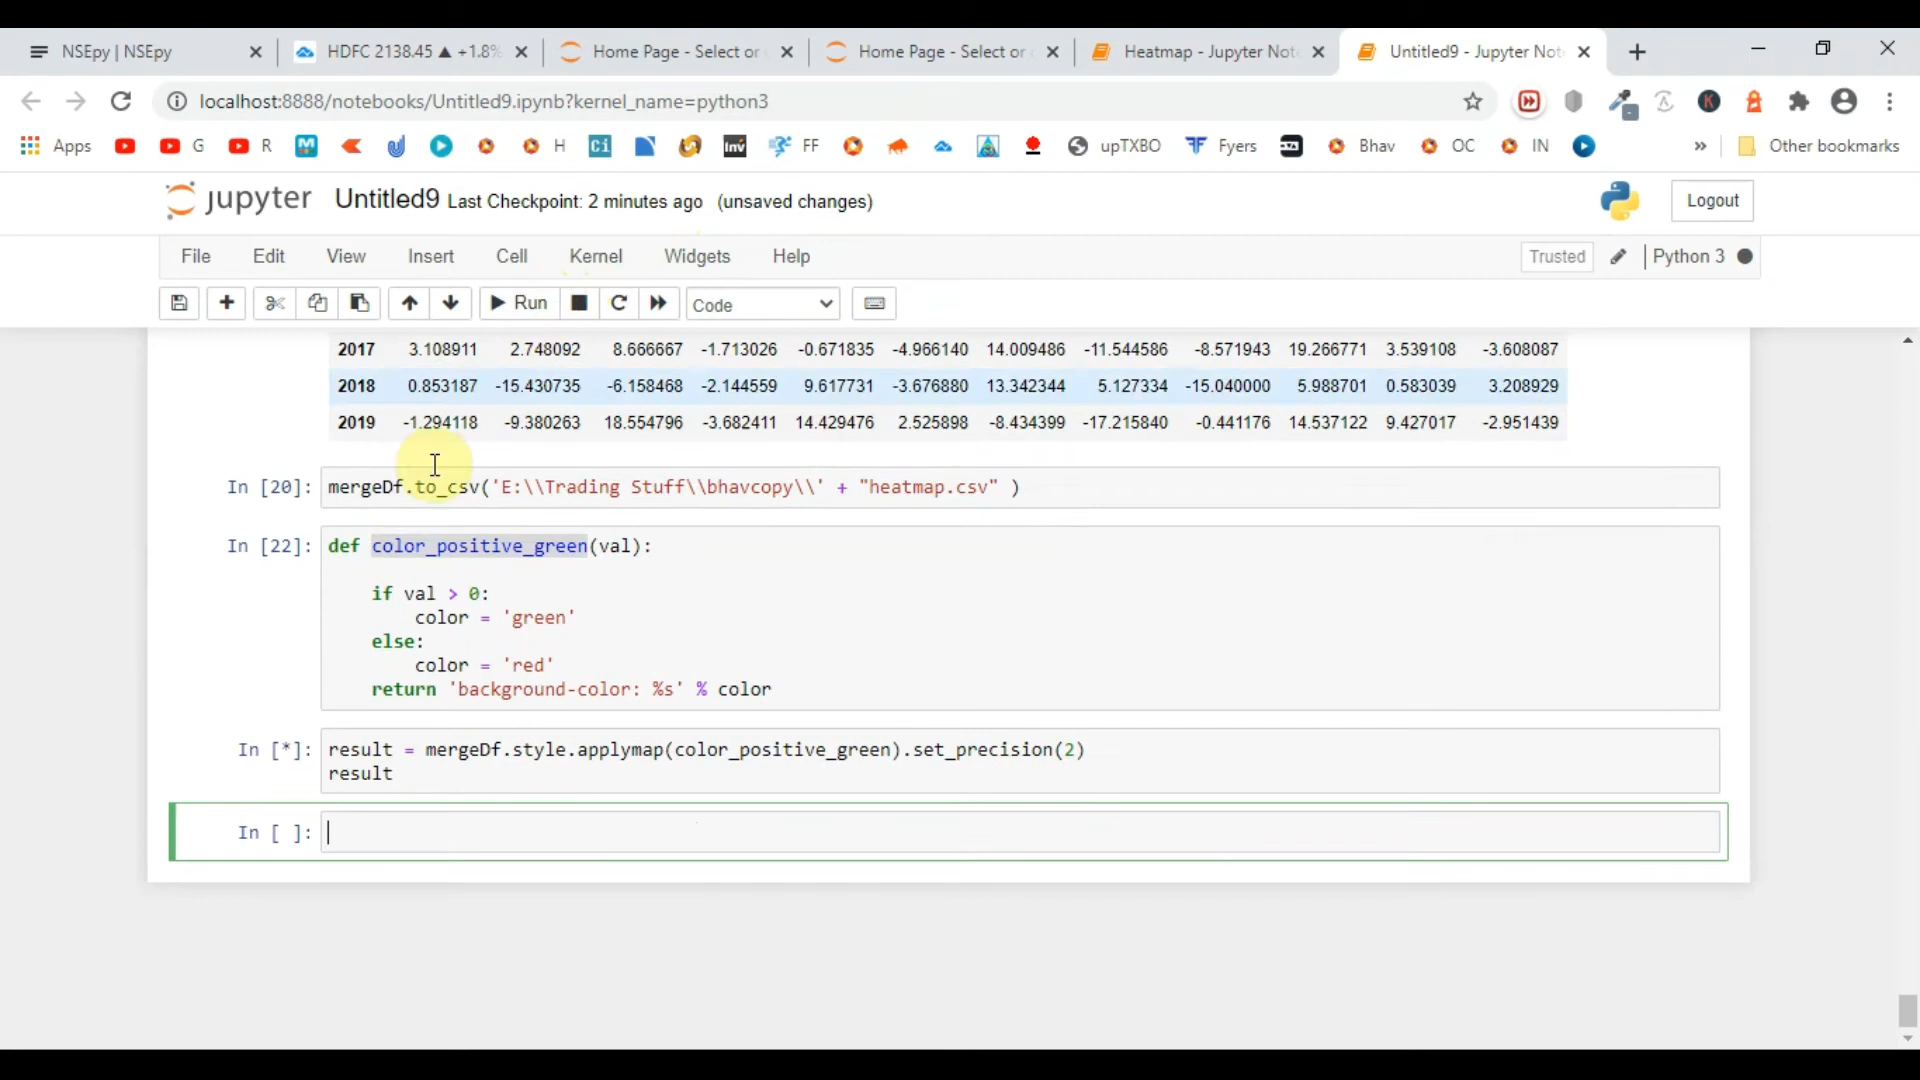 NSEpy | NSEpy
HDFC 2138.45 ▲ +1.8%
Home Page - Select or
Home Page - Select or
Heatmap - Jupyter Not
Untitled9 - Jupyter Not
localhost:8888/notebooks/Untitled9.ipynb?kernel_name=python3
K
Apps G R M H Ci Inv FF upTXBO Fyers Bhav OC IN » Other bookmarks
jupyter Untitled9 Last Checkpoint: 2 minutes ago (unsaved changes) Logout
File Edit View Insert Cell Kernel Widgets Help Trusted Python 3
Run Code
2017 3.108911 2.748092 8.666667 -1.713026 -0.671835 -4.966140 14.009486 -11.544586 -8.571943 19.266771 3.539108 -3.608087
2018 0.853187 -15.430735 -6.158468 -2.144559 9.617731 -3.676880 13.342344 5.127334 -15.040000 5.988701 0.583039 3.208929
2019 -1.294118 -9.380263 18.554796 -3.682411 14.429476 2.525898 -8.434399 -17.215840 -0.441176 14.537122 9.427017 -2.951439
In [20]: mergeDf.to_csv('E:\\Trading Stuff\\bhavcopy\\' + "heatmap.csv" )
In [22]: def color_positive_green(val):
if val > 0:
color = 'green'
else:
color = 'red'
return 'background-color: %s' % color
In [*]: result = mergeDf.style.applymap(color_positive_green).set_precision(2)
result
In [ ]: